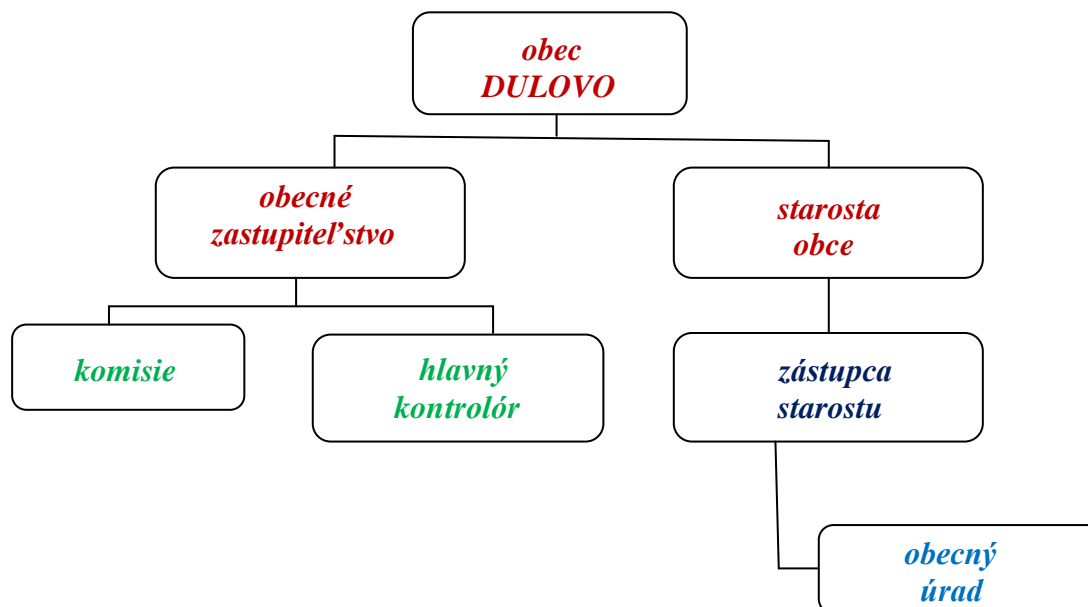 obec
DULOVO
obecné
zastupiteľstvo
starosta
obce
komisie
hlavný
kontrolór
zástupca
starostu
obecný
úrad